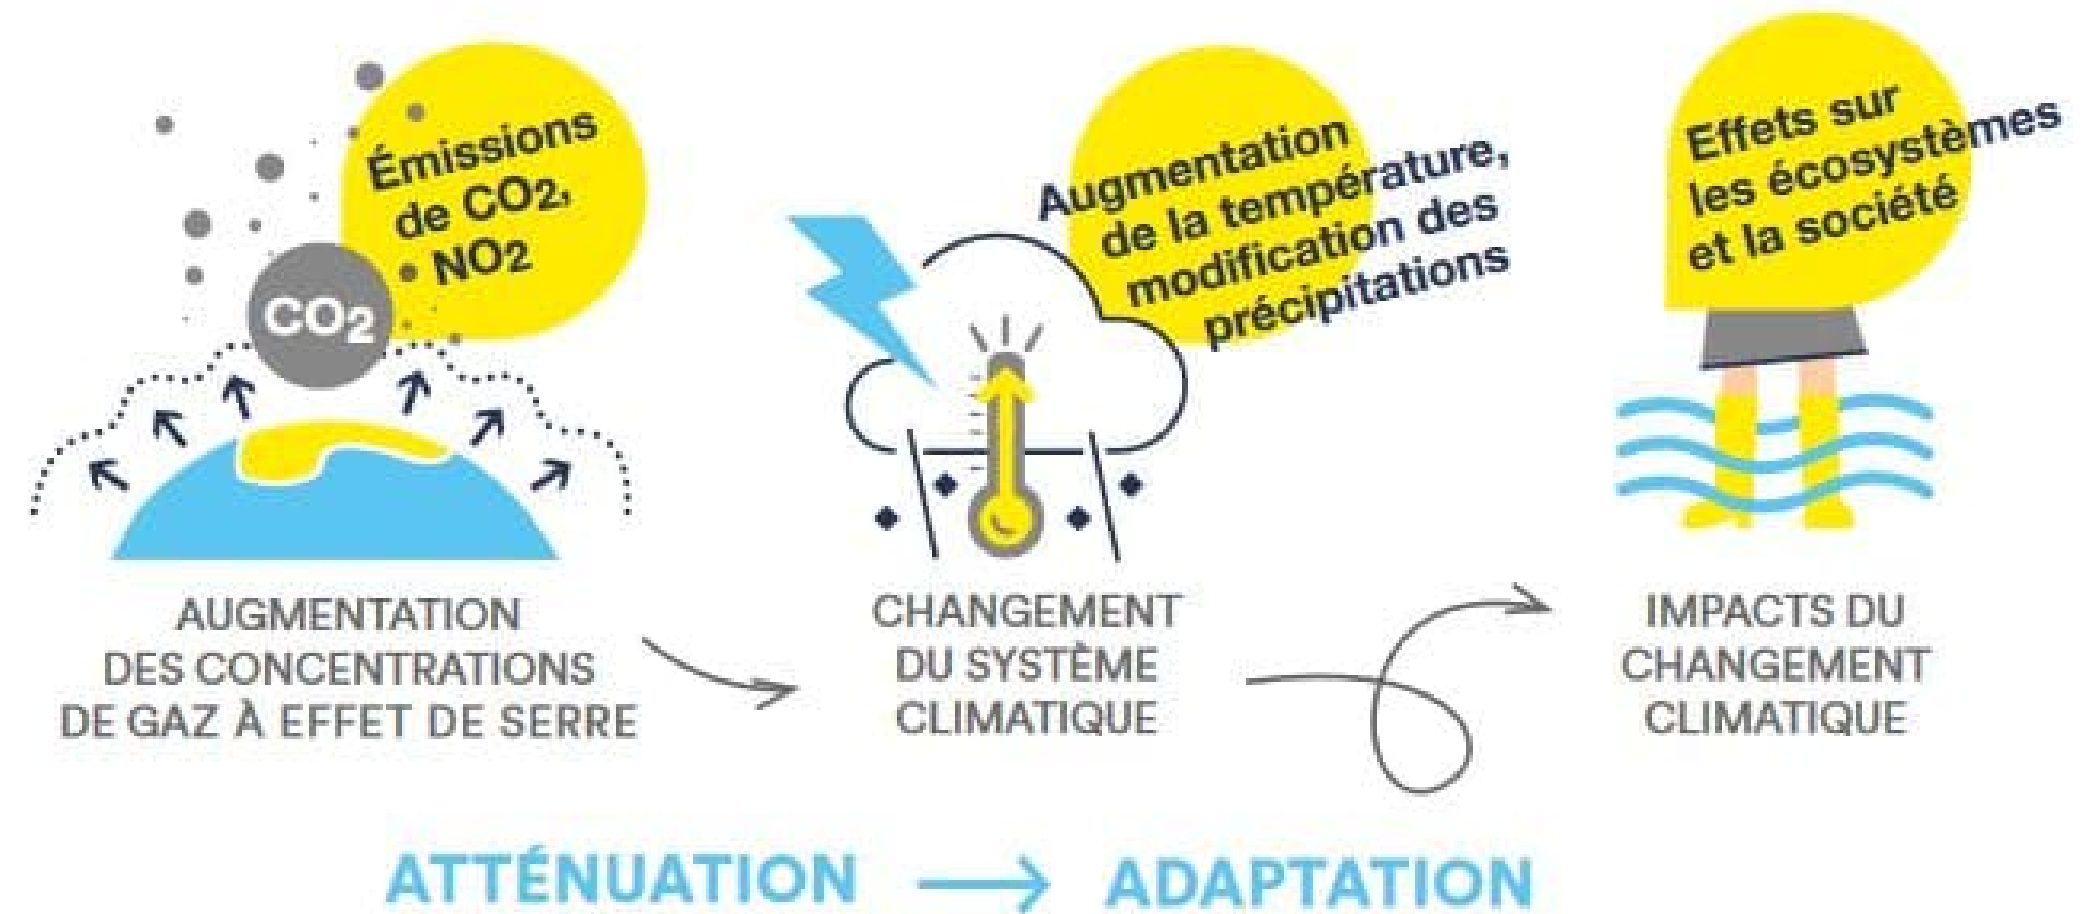 Émissions
de CO2,
NO2
CO2
AUGMENTATION
DES CONCENTRATIONS
DE GAZ À EFFET DE SERRE
Augmentation
de la température,
modification des
précipitations
CHANGEMENT
DU SYSTÈME
CLIMATIQUE
Effets sur
les écosystèmes
et la société
IMPACTS DU
CHANGEMENT
CLIMATIQUE
ATTÉNUATION → ADAPTATION